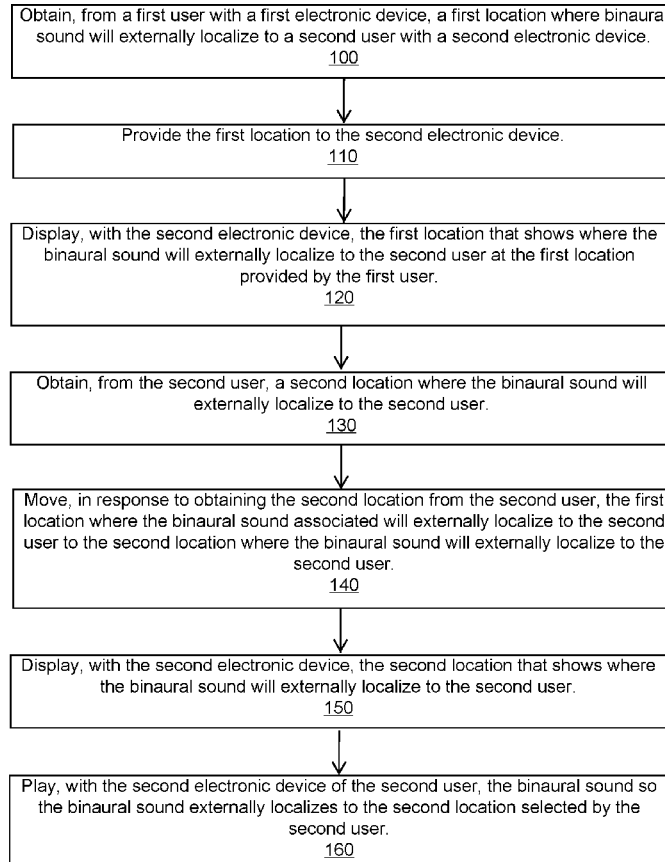 Obtain, from a first user with a first electronic device, a first location where binaural
sound will externally localize to a second user with a second electronic device.
100
Provide the first location to the second electronic device.
110
Display, with the second electronic device, the first location that shows where the
binaural sound will externally localize to the second user at the first location
provided by the first user.
120
Obtain, from the second user, a second location where the binaural sound will
externally localize to the second user.
130
Move, in response to obtaining the second location from the second user, the first
location where the binaural sound associated will externally localize to the second
user to the second location where the binaural sound will externally localize to the
second user.
140
Display, with the second electronic device, the second location that shows where
the binaural sound will externally localize to the second user.
150
Play, with the second electronic device of the second user, the binaural sound so
the binaural sound externally localizes to the second location selected by the
second user.
160